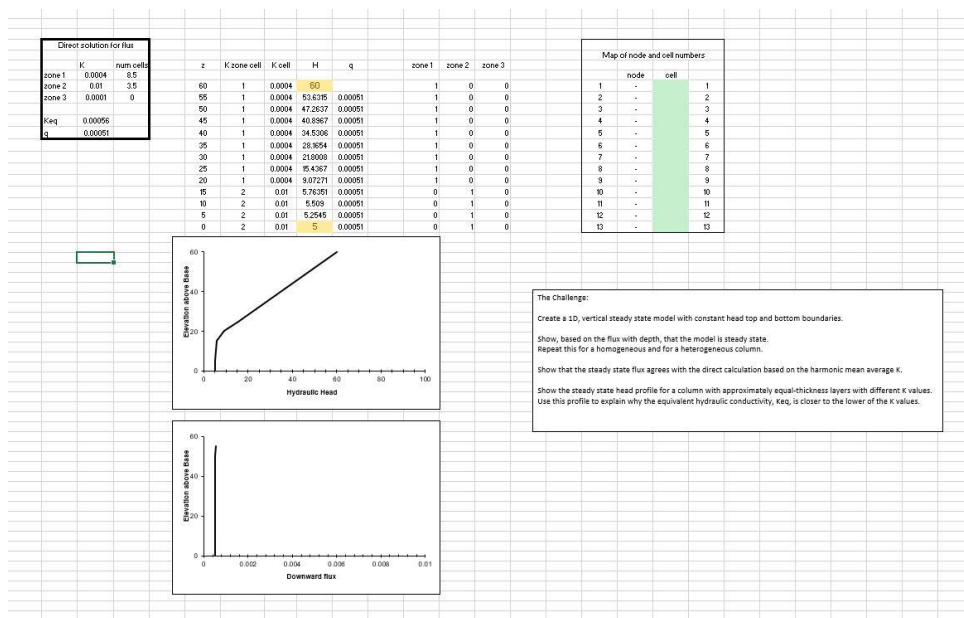 Direct solution for flux
K num cells
zone 1 0.0004 8.5
zone 2 0.01 3.5
zone 3 0.0001 0
Keq 0.00056
q 0.00051
z K zone cell K cell H q zone 1 zone 2 zone 3
60 1 0.0004 60 1 0 0
55 1 0.0004 53.6315 0.00051 1 0 0
50 1 0.0004 47.2637 0.00051 1 0 0
45 1 0.0004 40.8967 0.00051 1 0 0
40 1 0.0004 34.5306 0.00051 1 0 0
35 1 0.0004 28.1654 0.00051 1 0 0
30 1 0.0004 21.8008 0.00051 1 0 0
25 1 0.0004 15.4367 0.00051 1 0 0
20 1 0.0004 9.07271 0.00051 1 0 0
15 2 0.01 5.76351 0.00051 0 1 0
10 2 0.01 5.509 0.00051 0 1 0
5 2 0.01 5.2545 0.00051 0 1 0
0 2 0.01 5 0.00051 0 1 0
Map of node and cell numbers
node cell
1 - 1
2 - 2
3 - 3
4 - 4
5 - 5
6 - 6
7 - 7
8 - 8
9 - 9
10 - 10
11 - 11
12 - 12
13 - 13
Elevation above Base
60
40
20
0
0 20 40 60 80 100
Hydraulic Head
The Challenge:
Create a 1D, vertical steady state model with constant head top and bottom boundaries.
Show, based on the flux with depth, that the model is steady state.
Repeat this for a homogeneous and for a heterogeneous column.
Show that the steady state flux agrees with the direct calculation based on the harmonic mean average K.
Show the steady state head profile for a column with approximately equal-thickness layers with different K values.
Use this profile to explain why the equivalent hydraulic conductivity, Keq, is closer to the lower of the K values.
Elevation above Base
60
40
20
0
0 0.002 0.004 0.006 0.008 0.01
Downward flux